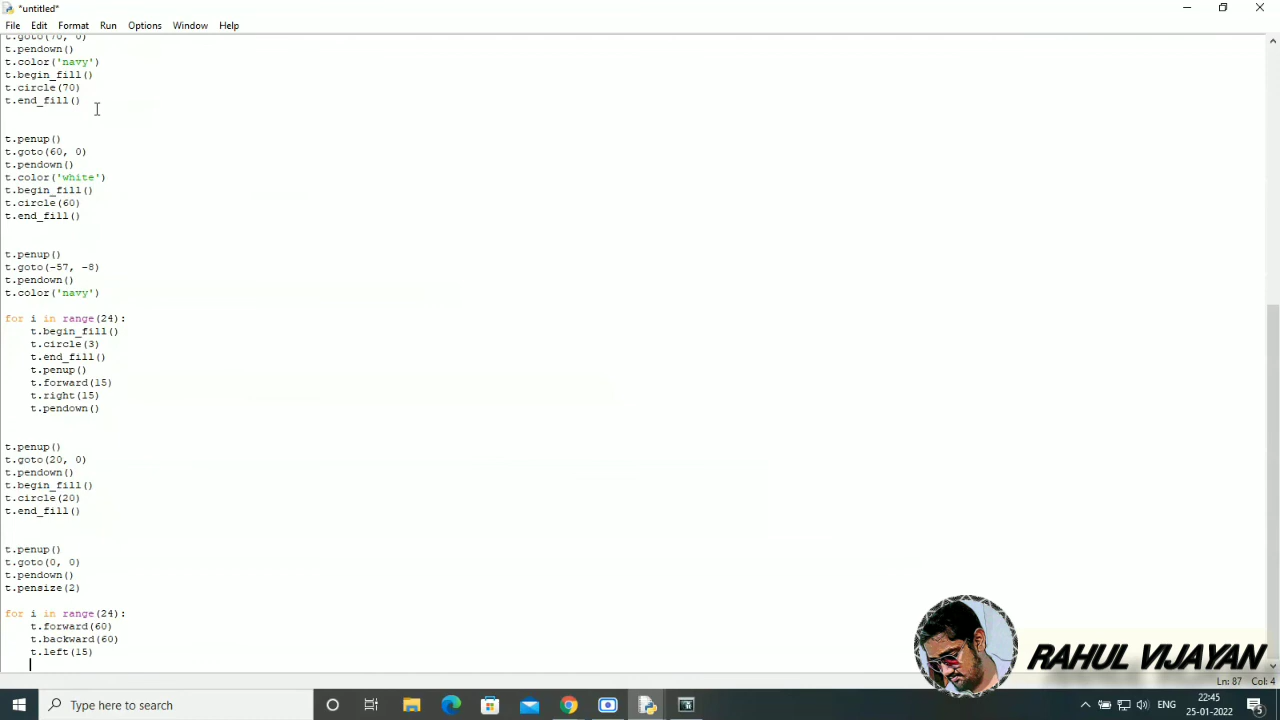 *untitled*
File Edit Format Run Options Window Help
t.goto(70, 0)
t.pendown()
t.color('navy')
t.begin_fill()
t.circle(70)
t.end_fill()
t.penup()
t.goto(60, 0)
t.pendown()
t.color('white')
t.begin_fill()
t.circle(60)
t.end_fill()
t.penup()
t.goto(-57, -8)
t.pendown()
t.color('navy')
for i in range(24):
    t.begin_fill()
    t.circle(3)
    t.end_fill()
    t.penup()
    t.forward(15)
    t.right(15)
    t.pendown()
t.penup()
t.goto(20, 0)
t.pendown()
t.begin_fill()
t.circle(20)
t.end_fill()
t.penup()
t.goto(0, 0)
t.pendown()
t.pensize(2)
for i in range(24):
    t.forward(60)
    t.backward(60)
    t.left(15)
RAHUL VIJAYAN
Ln: 87 Col: 4
Type here to search
ENG
22:45
25-01-2022
5